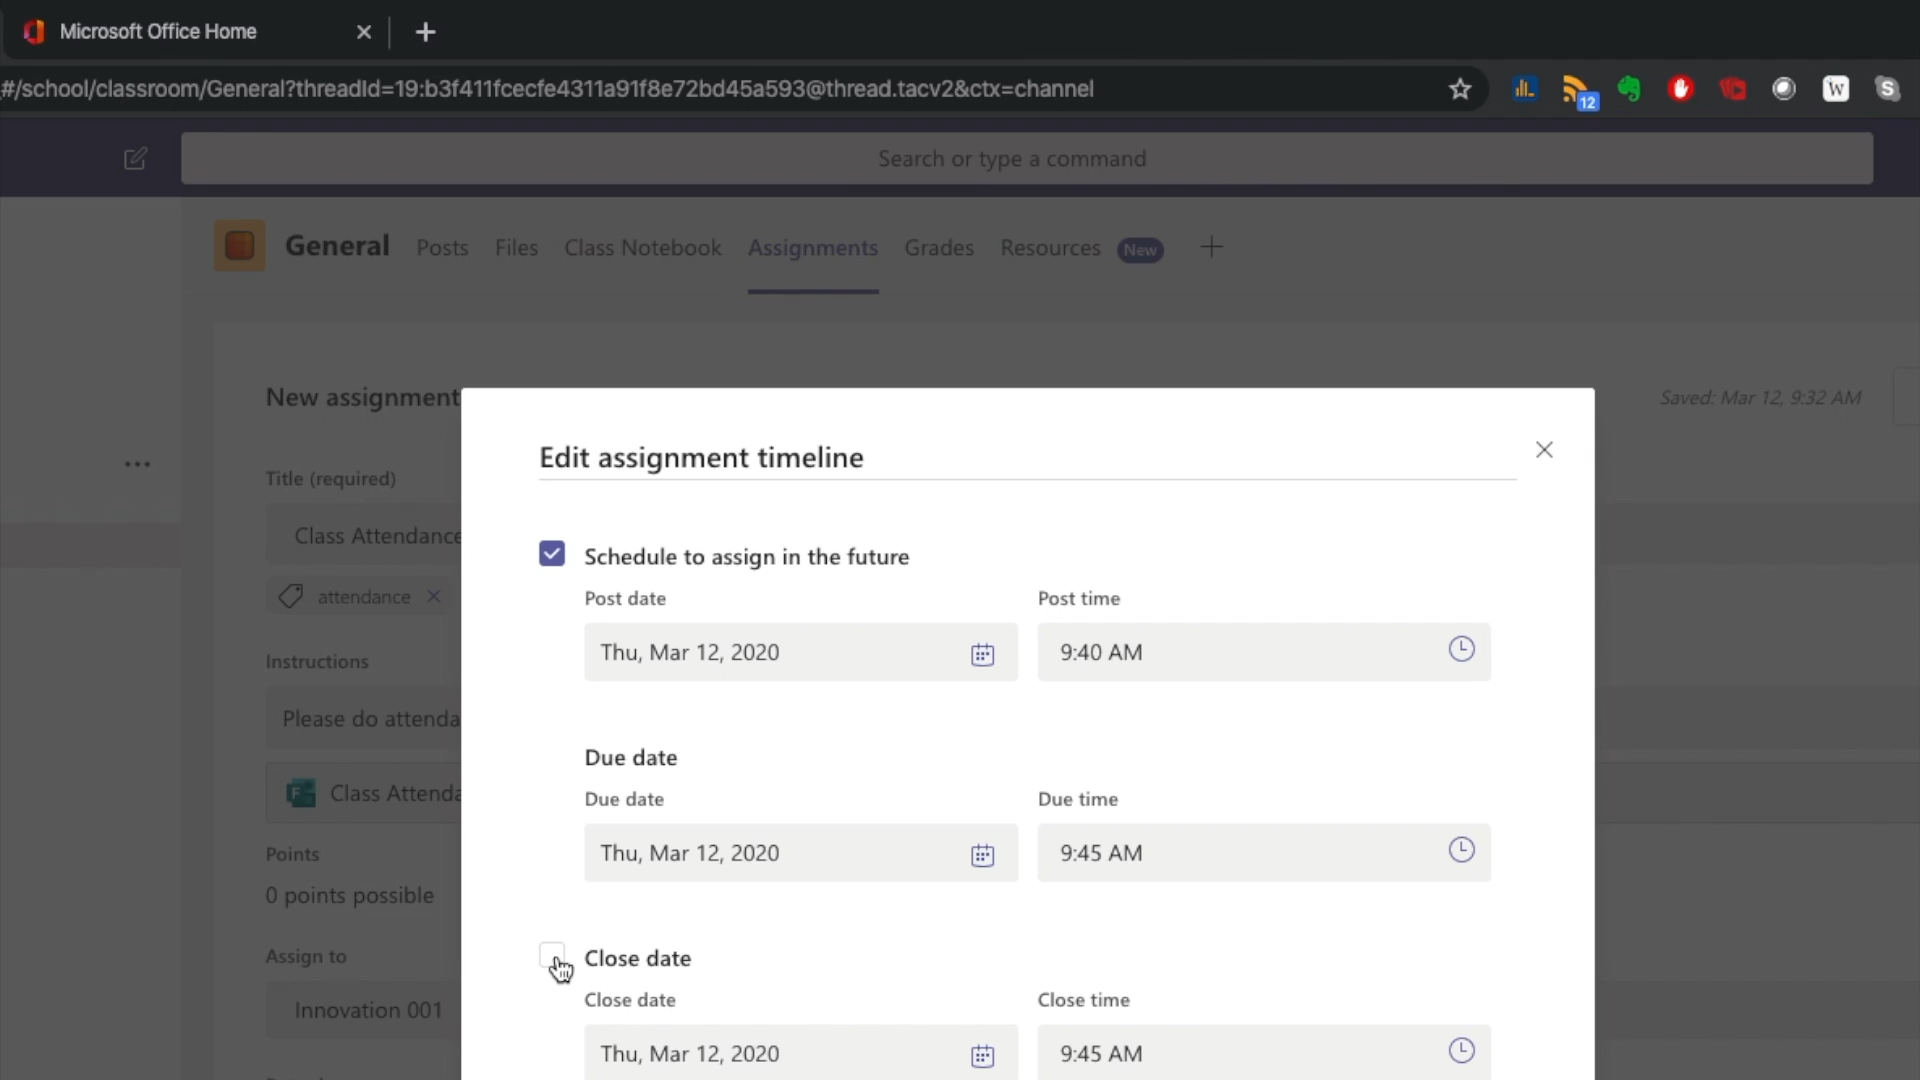 Microsoft Office Home
#/school/classroom/General?threadId=19:b3f411fcecfe4311a91f8e72bd45a593@thread.tacv2&ctx=channel
12
W
S
Search or type a command
General Posts Files Class Notebook Assignments Grades Resources New
New assignment
Saved: Mar 12, 9:32 AM
Edit assignment timeline
Title (required)
Class Attendance
Schedule to assign in the future
attendance
Post date Post time
Thu, Mar 12, 2020 9:40 AM
Instructions
Please do attenda
Due date
Class Attenda
Due date Due time
Thu, Mar 12, 2020 9:45 AM
Points
0 points possible
Assign to
Close date
Close date Close time
Innovation 001
Thu, Mar 12, 2020 9:45 AM